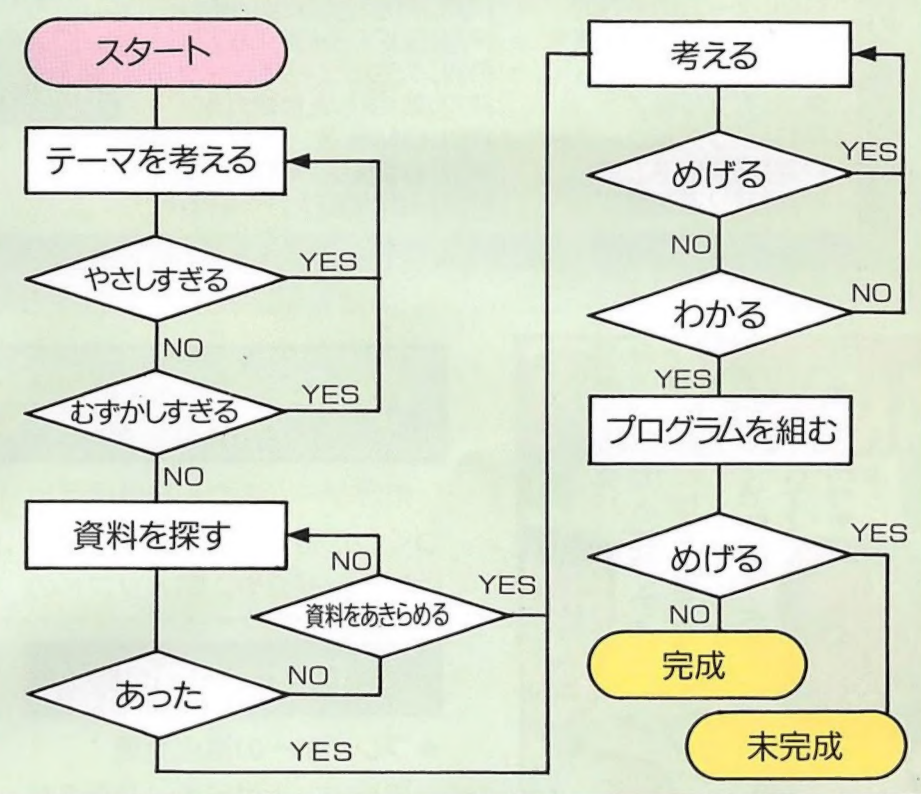 スタート
テーマを考える
やさしすぎる
YES
NO
むずかしすぎる
YES
NO
資料を探す
NO
資料をあきらめる
YES
あった
NO
YES
考える
めげる
YES
NO
わかる
NO
YES
プログラムを組む
めげる
YES
NO
完成
未完成